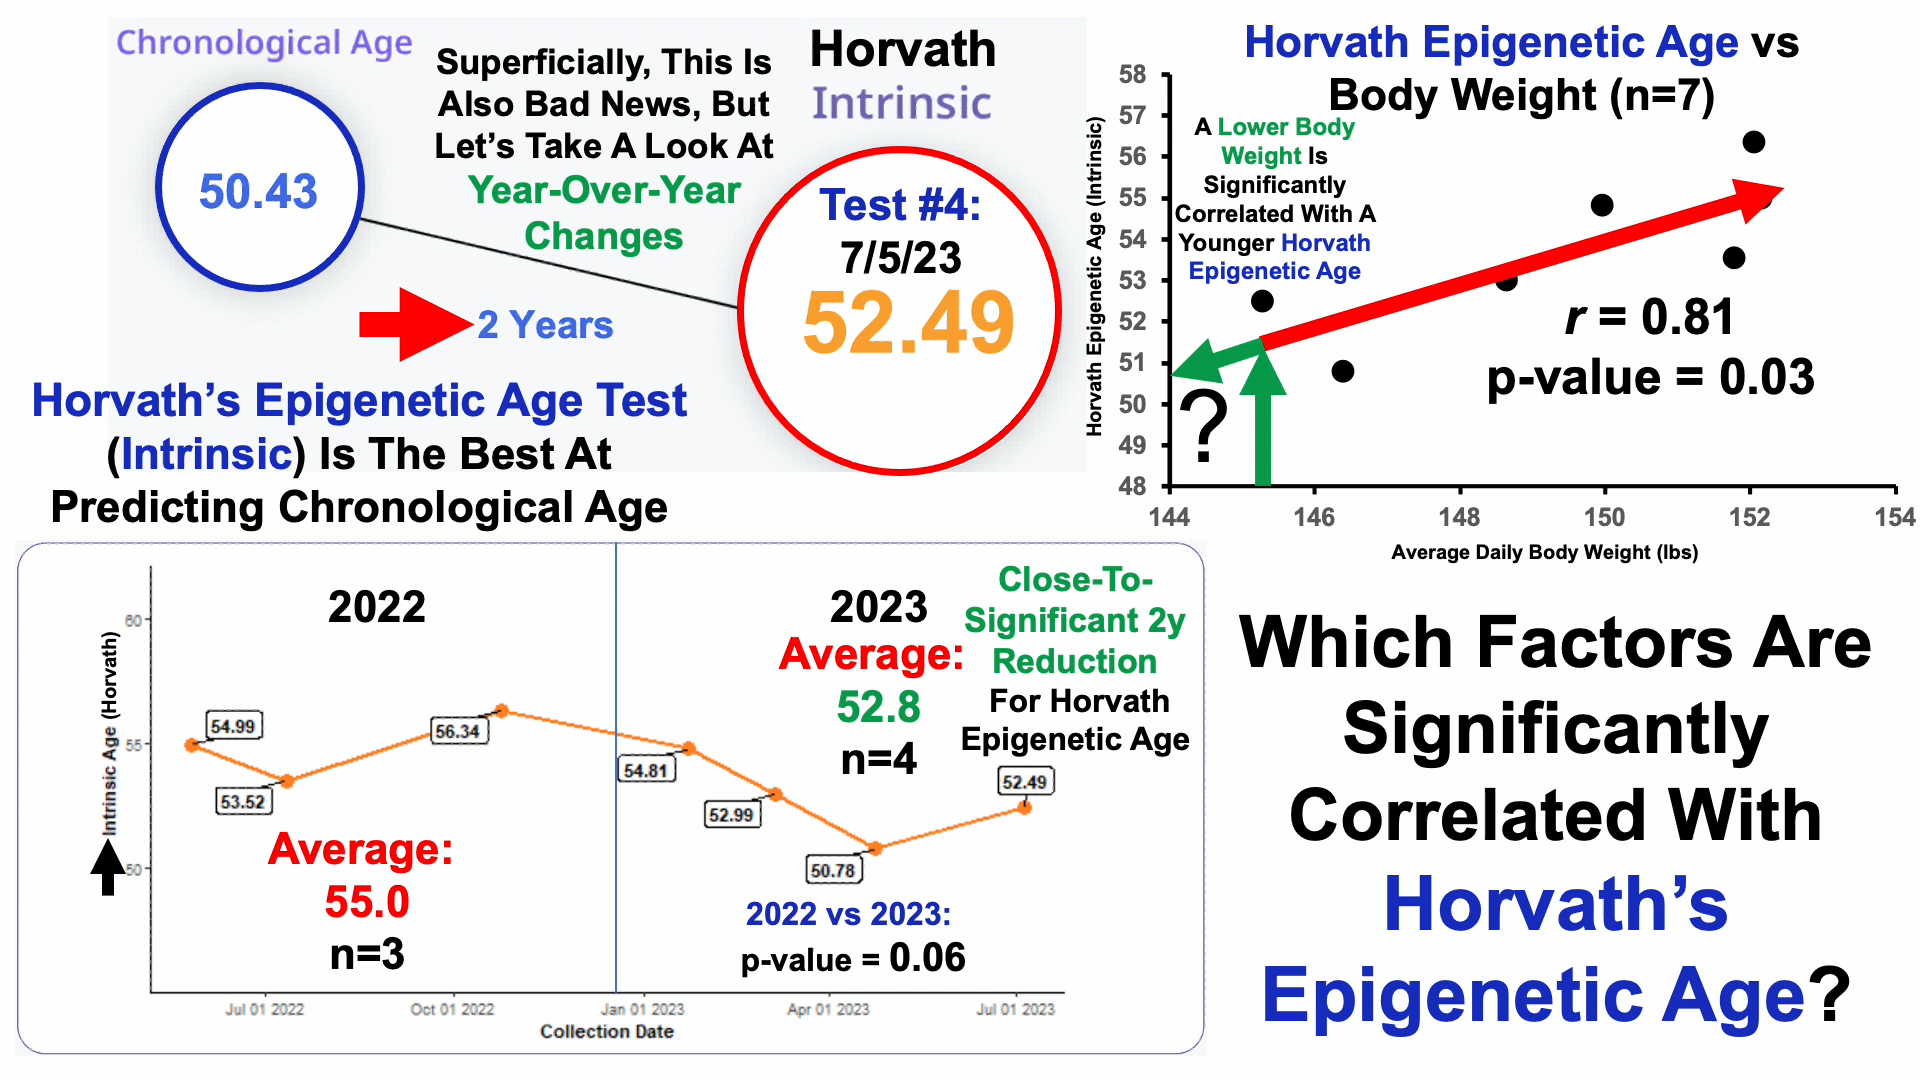 Chronological Age
50.43
Superficially, This Is
Also Bad News, But
Let's Take A Look At
Year-Over-Year
Changes
2 Years
Horvath
Intrinsic
Test #4:
7/5/23
52.49
Horvath's Epigenetic Age Test
(Intrinsic) Is The Best At
Predicting Chronological Age
Horvath Epigenetic Age vs
Body Weight (n=7)
Horvath Epigenetic Age (Intrinsic)
58
57
56
55
54
53
52
51
50
49
48
A Lower Body
Weight Is
Significantly
Correlated With A
Younger Horvath
Epigenetic Age
r = 0.81
p-value = 0.03
?
144
146
148
150
152
154
Average Daily Body Weight (lbs)
Intrinsic Age (Horvath)
60
55
50
2022
54.99
53.52
56.34
Average:
55.0
n=3
2023
Average:
52.8
n=4
Close-To-
Significant 2y
Reduction
For Horvath
Epigenetic Age
54.81
52.99
50.78
52.49
2022 vs 2023:
p-value = 0.06
Jul 01 2022
Oct 01 2022
Jan 01 2023
Apr 01 2023
Jul 01 2023
Collection Date
Which Factors Are
Significantly
Correlated With
Horvath's
Epigenetic Age?